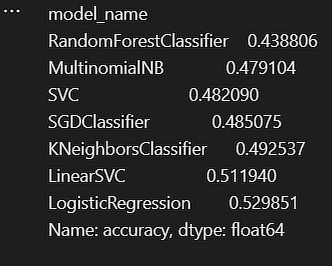 ...
model_name
RandomForestClassifier 0.438806
MultinomialNB 0.479104
SVC 0.482090
SGDClassifier 0.485075
KNeighborsClassifier 0.492537
LinearSVC 0.511940
LogisticRegression 0.529851
Name: accuracy, dtype: float64